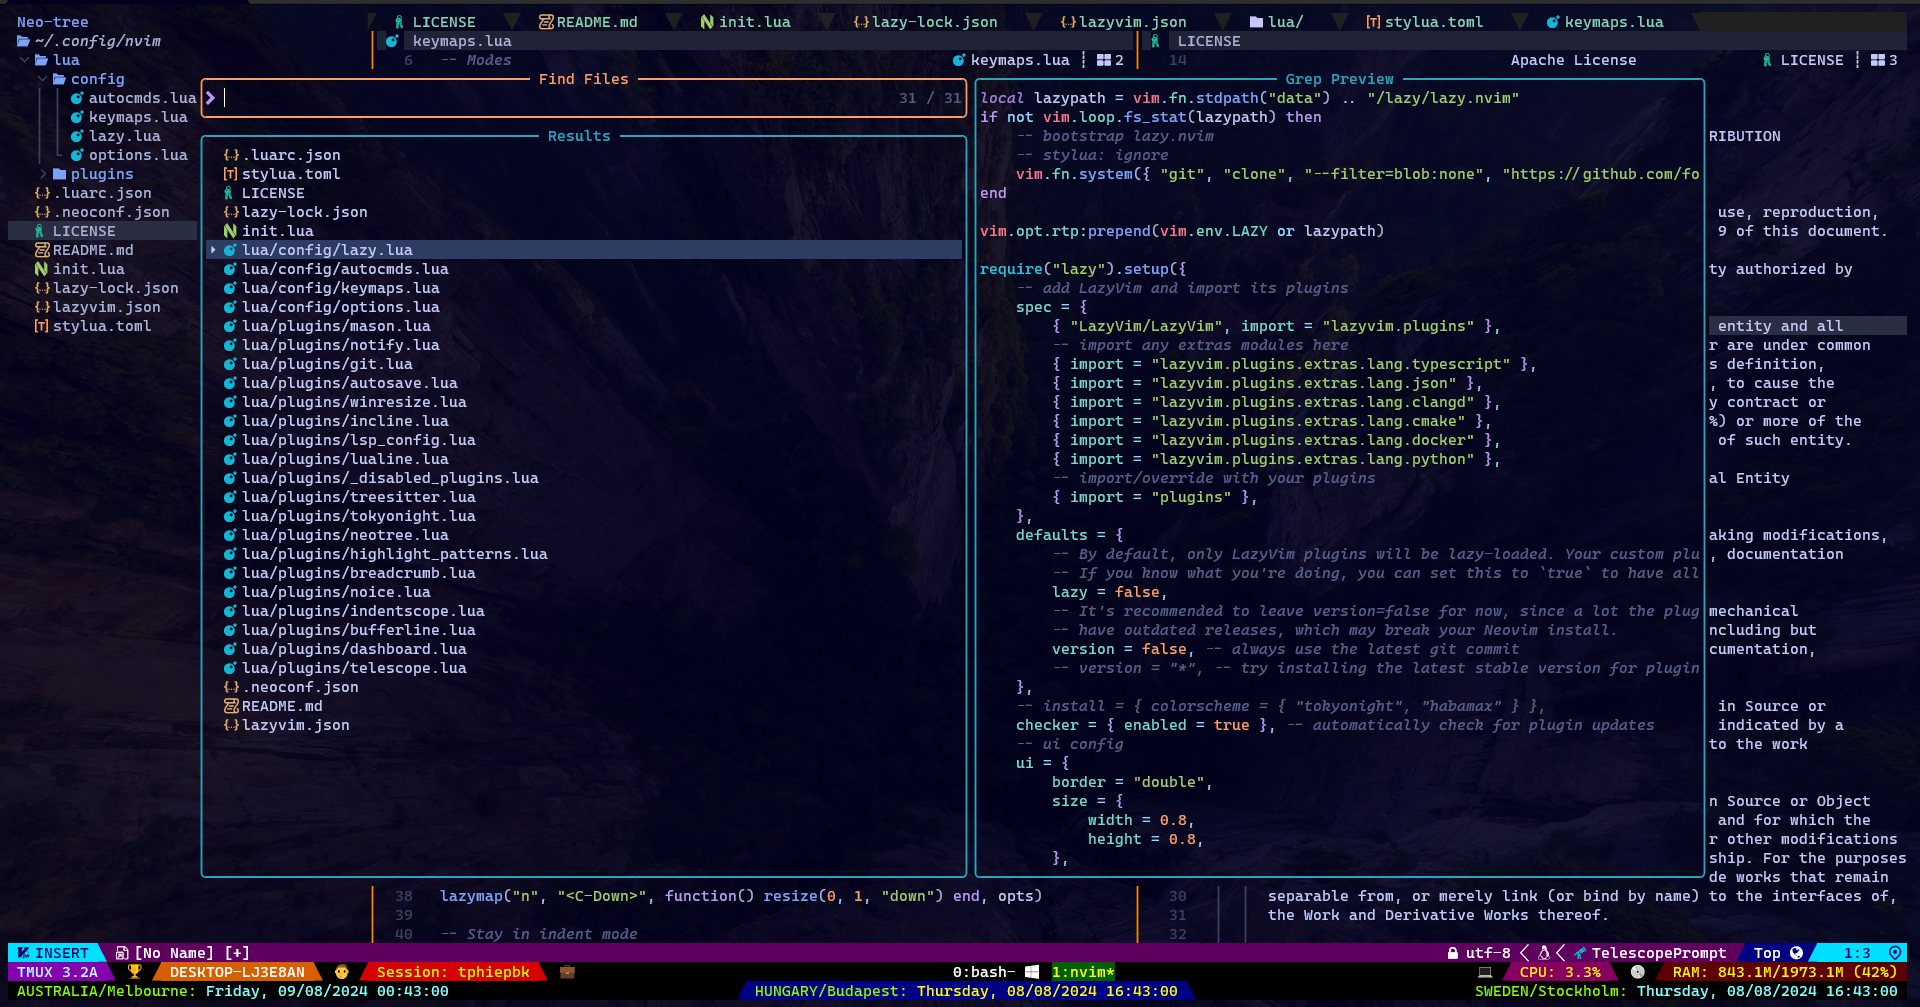 Neo-tree
~/.config/nvim
lua
config
autocmds.lua
keymaps.lua
lazy.lua
options.lua
plugins
.luarc.json
.neoconf.json
LICENSE
README.md
init.lua
lazy-lock.json
lazyvim.json
stylua.toml
LICENSE README.md init.lua lazy-lock.json lazyvim.json lua/ stylua.toml keymaps.lua
keymaps.lua
6 -- Modes
keymaps.lua ┆ 2
LICENSE
14 Apache License
LICENSE ┆ 3
Find Files
31 / 31
Results
.luarc.json
stylua.toml
LICENSE
lazy-lock.json
init.lua
lua/config/lazy.lua
lua/config/autocmds.lua
lua/config/keymaps.lua
lua/config/options.lua
lua/plugins/mason.lua
lua/plugins/notify.lua
lua/plugins/git.lua
lua/plugins/autosave.lua
lua/plugins/winresize.lua
lua/plugins/incline.lua
lua/plugins/lsp_config.lua
lua/plugins/lualine.lua
lua/plugins/_disabled_plugins.lua
lua/plugins/treesitter.lua
lua/plugins/tokyonight.lua
lua/plugins/neotree.lua
lua/plugins/highlight_patterns.lua
lua/plugins/breadcrumb.lua
lua/plugins/noice.lua
lua/plugins/indentscope.lua
lua/plugins/bufferline.lua
lua/plugins/dashboard.lua
lua/plugins/telescope.lua
.neoconf.json
README.md
lazyvim.json
Grep Preview
local lazypath = vim.fn.stdpath("data") .. "/lazy/lazy.nvim"
if not vim.loop.fs_stat(lazypath) then
-- bootstrap lazy.nvim
-- stylua: ignore
vim.fn.system({ "git", "clone", "--filter=blob:none", "https://github.com/fo
end
vim.opt.rtp:prepend(vim.env.LAZY or lazypath)
require("lazy").setup({
-- add LazyVim and import its plugins
spec = {
{ "LazyVim/LazyVim", import = "lazyvim.plugins" },
-- import any extras modules here
{ import = "lazyvim.plugins.extras.lang.typescript" },
{ import = "lazyvim.plugins.extras.lang.json" },
{ import = "lazyvim.plugins.extras.lang.clangd" },
{ import = "lazyvim.plugins.extras.lang.cmake" },
{ import = "lazyvim.plugins.extras.lang.docker" },
{ import = "lazyvim.plugins.extras.lang.python" },
-- import/override with your plugins
{ import = "plugins" },
},
defaults = {
-- By default, only LazyVim plugins will be lazy-loaded. Your custom plu
-- If you know what you're doing, you can set this to `true` to have all
lazy = false,
-- It's recommended to leave version=false for now, since a lot the plug
-- have outdated releases, which may break your Neovim install.
version = false, -- always use the latest git commit
-- version = "*", -- try installing the latest stable version for plugin
},
-- install = { colorscheme = { "tokyonight", "habamax" } },
checker = { enabled = true }, -- automatically check for plugin updates
-- ui config
ui = {
border = "double",
size = {
width = 0.8,
height = 0.8,
},
RIBUTION
use, reproduction,
9 of this document.
ty authorized by
entity and all
r are under common
s definition,
, to cause the
y contract or
%) or more of the
of such entity.
al Entity
aking modifications,
, documentation
mechanical
ncluding but
cumentation,
in Source or
indicated by a
to the work
n Source or Object
and for which the
r other modifications
ship. For the purposes
de works that remain
38 lazymap("n", "<C-Down>", function() resize(0, 1, "down") end, opts)
39
40 -- Stay in indent mode
30 separable from, or merely link (or bind by name) to the interfaces of,
31 the Work and Derivative Works thereof.
32
INSERT [No Name] [+] utf-8 TelescopePrompt Top 1:3
TMUX 3.2A DESKTOP-LJ3E8AN Session: tphiepbk 0:bash- 1:nvim* CPU: 3.3% RAM: 843.1M/1973.1M (42%)
AUSTRALIA/Melbourne: Friday, 09/08/2024 00:43:00 HUNGARY/Budapest: Thursday, 08/08/2024 16:43:00 SWEDEN/Stockholm: Thursday, 08/08/2024 16:43:00